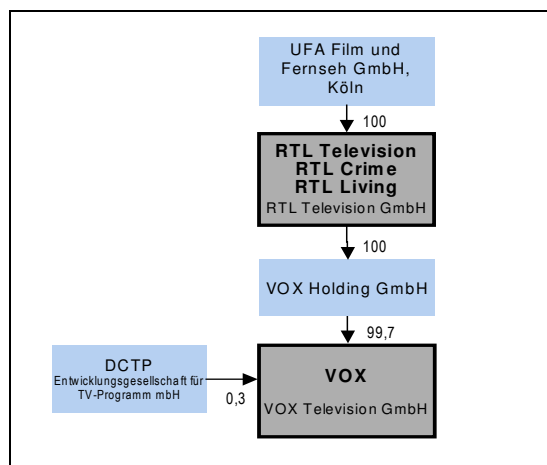 UFA Film und
Fernseh GmbH,
Köln
100
RTL Television
RTL Crime
RTL Living
RTL Television GmbH
100
VOX Holding GmbH
99,7
DCTP
Entwicklungsgesellschaft für
TV-Programm mbH
0,3
VOX
VOX Television GmbH